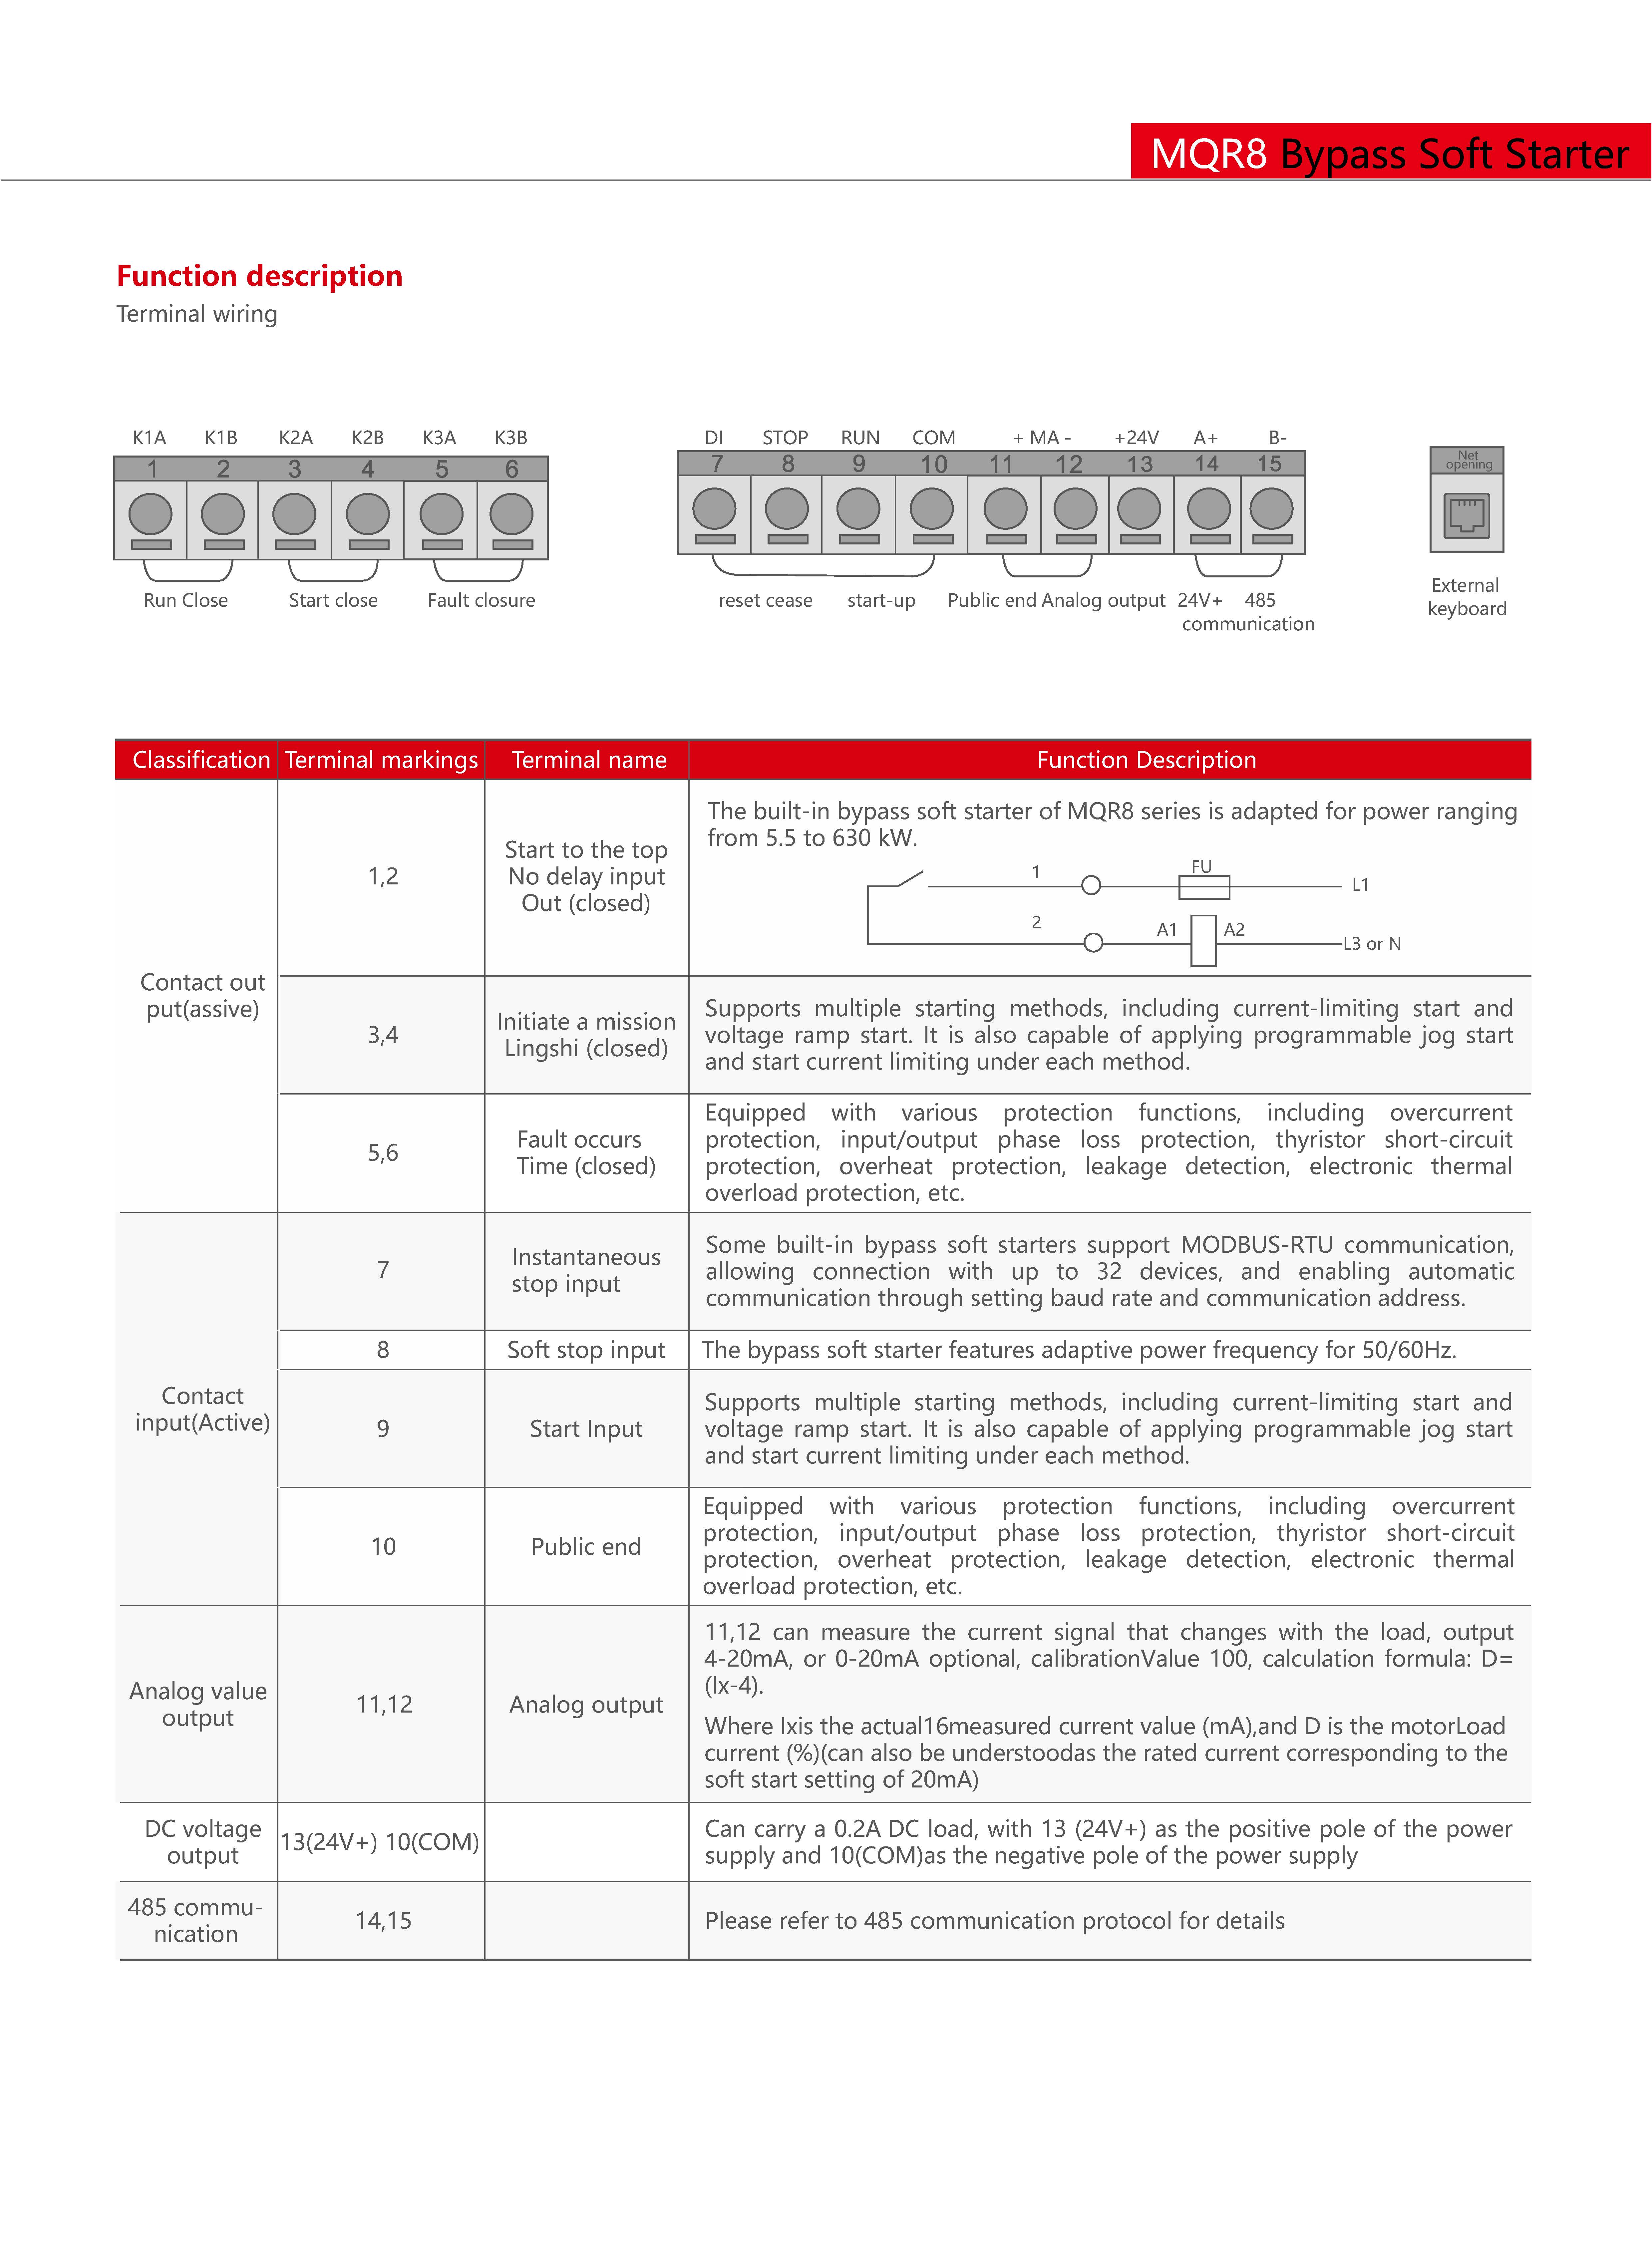 MQR8 Bypass Soft Starter
Function description
Terminal wiring
K1A K1B K2A K2B K3A K3B
1 2 3 4 5 6
Run Close Start close Fault closure
DI STOP RUN COM + MA - +24V A+ B-
7 8 9 10 11 12 13 14 15
reset cease start-up Public end Analog output 24V+ 485
communication
Net
opening
External
keyboard
Classification Terminal markings Terminal name Function Description
Contact out
put(assive)
1,2
Start to the top
No delay input
Out (closed)
The built-in bypass soft starter of MQR8 series is adapted for power ranging
from 5.5 to 630 kW.
1 FU L1
2 A1 A2 L3 or N
3,4
Initiate a mission
Lingshi (closed)
Supports multiple starting methods, including current-limiting start and
voltage ramp start. It is also capable of applying programmable jog start
and start current limiting under each method.
5,6
Fault occurs
Time (closed)
Equipped with various protection functions, including overcurrent
protection, input/output phase loss protection, thyristor short-circuit
protection, overheat protection, leakage detection, electronic thermal
overload protection, etc.
Contact
input(Active)
7
Instantaneous
stop input
Some built-in bypass soft starters support MODBUS-RTU communication,
allowing connection with up to 32 devices, and enabling automatic
communication through setting baud rate and communication address.
8
Soft stop input
The bypass soft starter features adaptive power frequency for 50/60Hz.
9
Start Input
Supports multiple starting methods, including current-limiting start and
voltage ramp start. It is also capable of applying programmable jog start
and start current limiting under each method.
10
Public end
Equipped with various protection functions, including overcurrent
protection, input/output phase loss protection, thyristor short-circuit
protection, overheat protection, leakage detection, electronic thermal
overload protection, etc.
Analog value
output
11,12
Analog output
11,12 can measure the current signal that changes with the load, output
4-20mA, or 0-20mA optional, calibrationValue 100, calculation formula: D=
(lx-4).
Where lxis the actual16measured current value (mA),and D is the motorLoad
current (%)(can also be understoodas the rated current corresponding to the
soft start setting of 20mA)
DC voltage
output
13(24V+) 10(COM)
Can carry a 0.2A DC load, with 13 (24V+) as the positive pole of the power
supply and 10(COM)as the negative pole of the power supply
485 commu-
nication
14,15
Please refer to 485 communication protocol for details